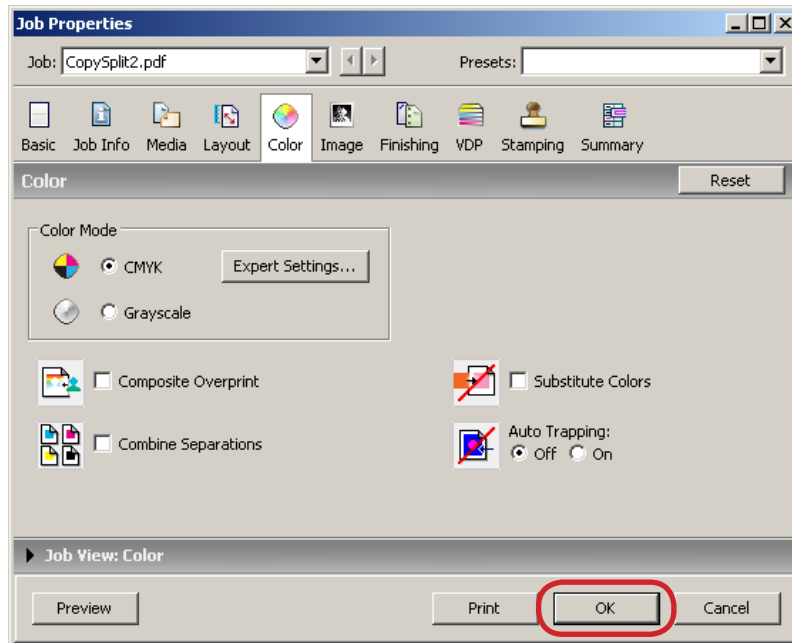 Job Properties
Job: CopySplit2.pdf Presets:
Basic Job Info Media Layout Color Image Finishing VDP Stamping Summary
Color Reset
Color Mode
CMYK Expert Settings...
Grayscale
Composite Overprint Substitute Colors
Combine Separations Auto Trapping:
Off On
Job View: Color
Preview Print OK Cancel